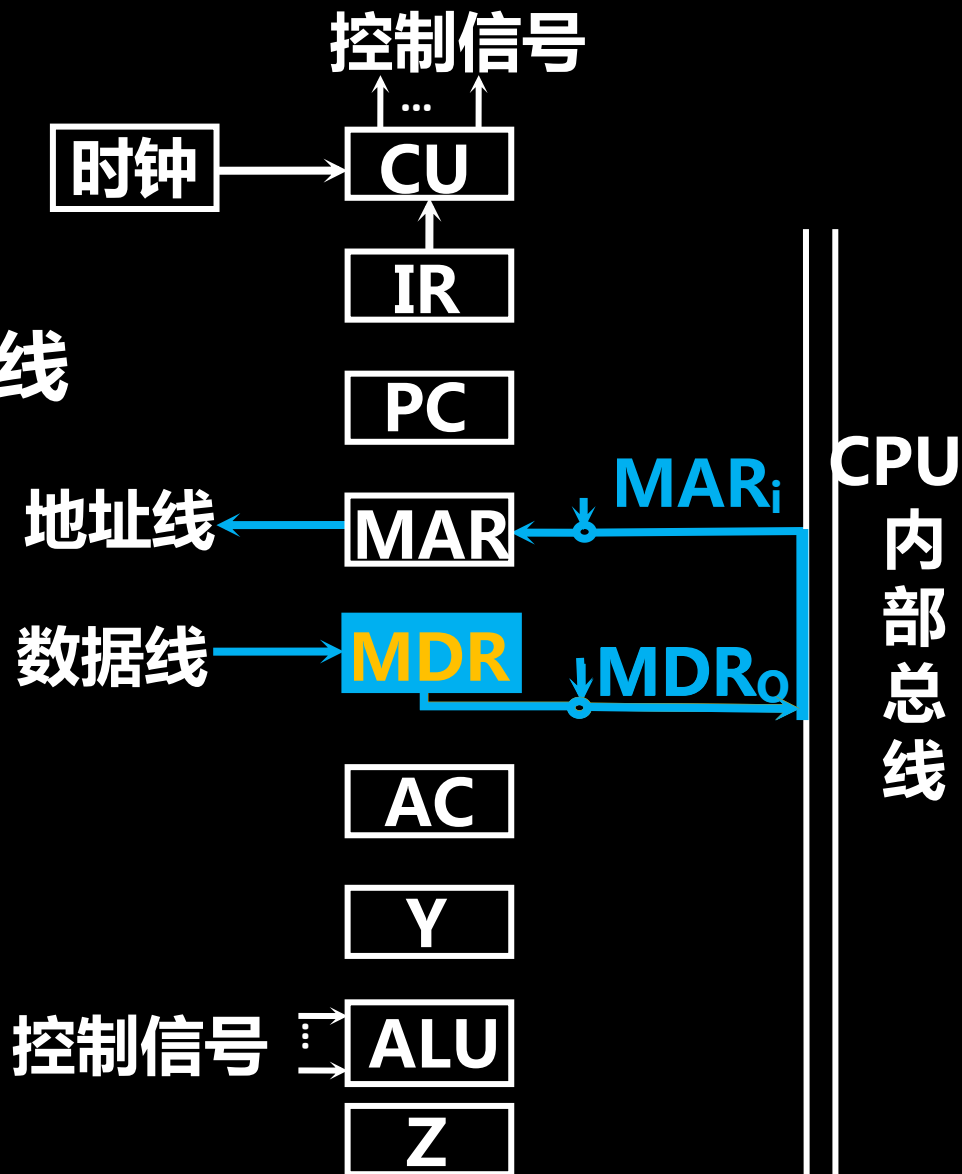 控制信号
...
时钟
CU
IR
线
PC
地址线
MAR
MARi
CPU
内
部
总
线
数据线
MDR
MDRO
AC
Y
控制信号
...
ALU
Z